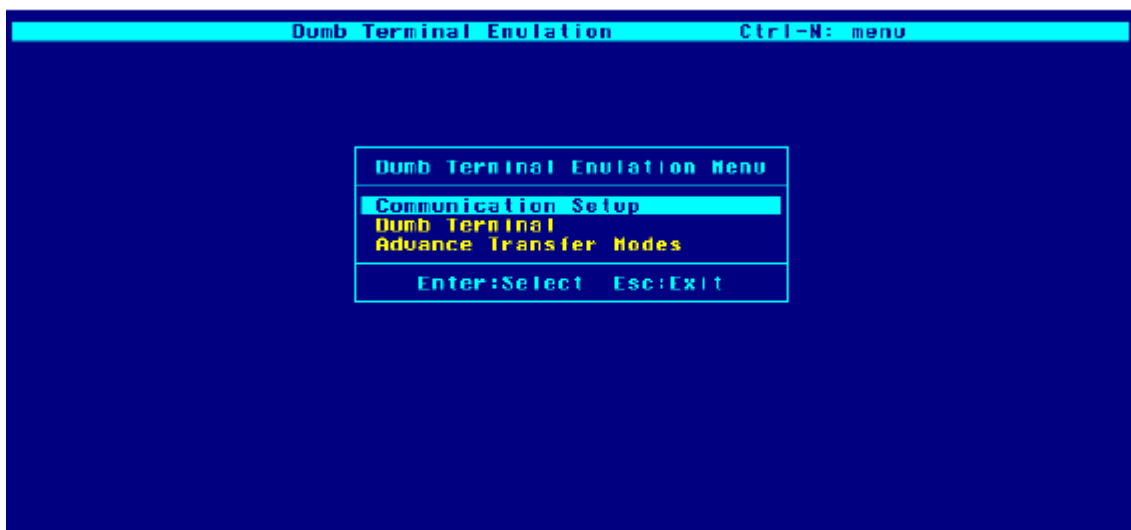 Dumb Terminal Emulation Ctrl-N: menu
Dumb Terminal Emulation Menu
Communication Setup
Dumb Terminal
Advance Transfer Modes
Enter:Select Esc:Exit